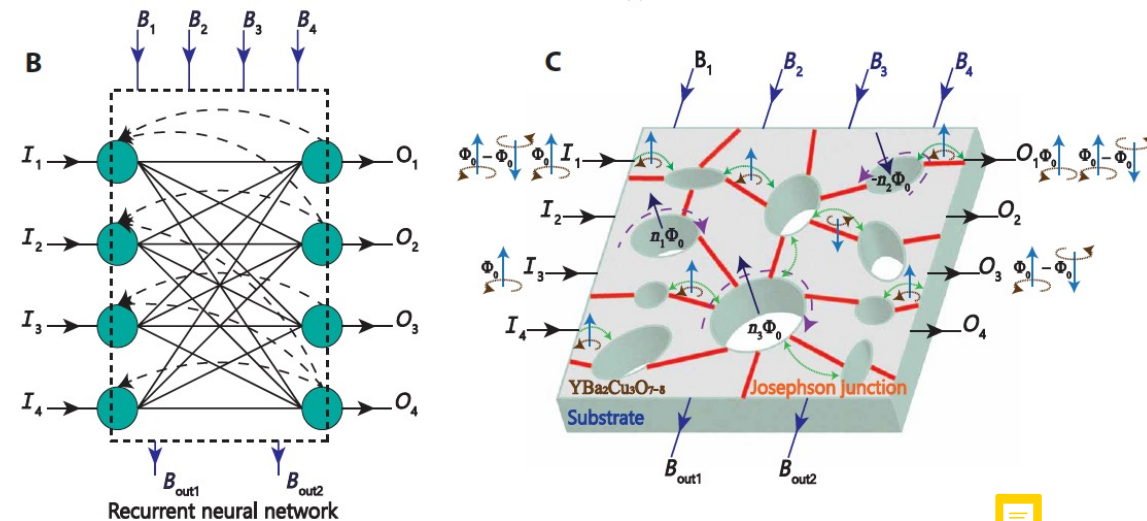 B
B1 B2 B3 B4
I1 O1
I2 O2
I3 O3
I4 O4
Bout1 Bout2
Recurrent neural network
C
B1 B2 B3 B4
Φ0 -Φ0 Φ0 I1 O1 Φ0 Φ0 -Φ0
-n2Φ0
I2 O2
n1Φ0
Φ0 I3 O3 Φ0 -Φ0
I4 O4
n3Φ0
YBa2Cu3O7-δ Josephson junction
Substrate
Bout1 Bout2